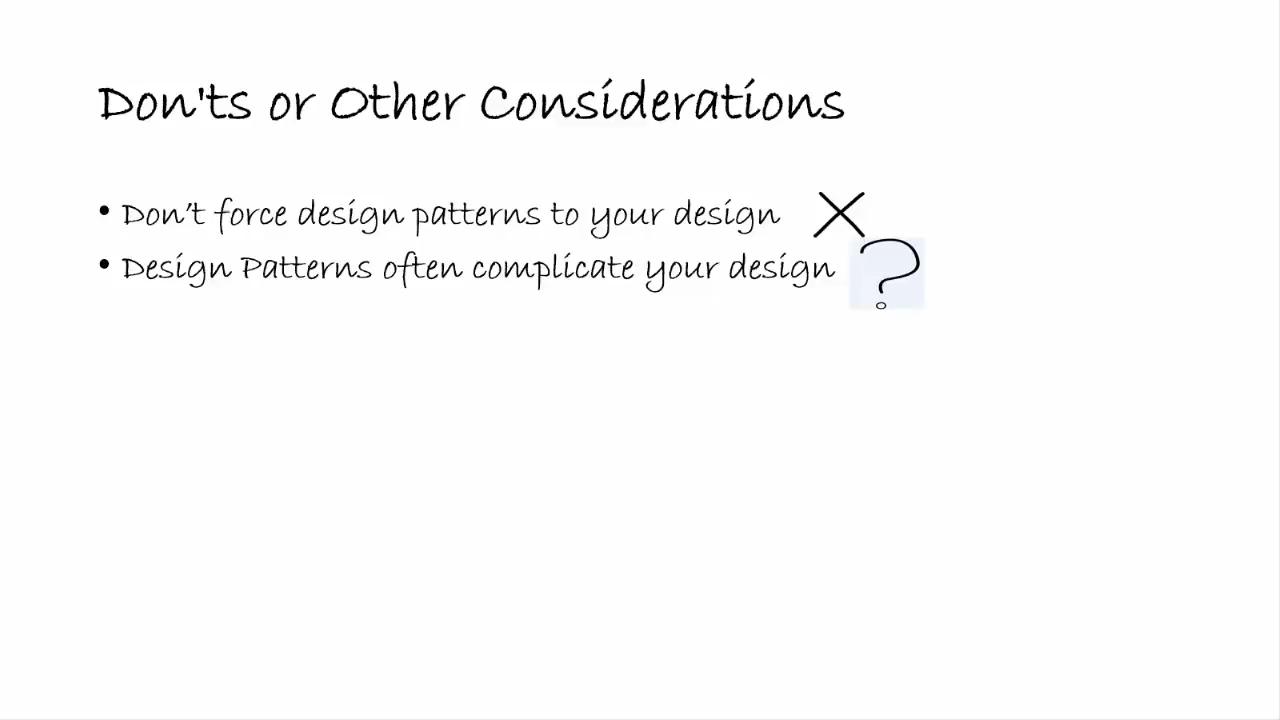 Don'ts or Other Considerations
• Don't force design patterns to your design
• Design Patterns often complicate your design ?